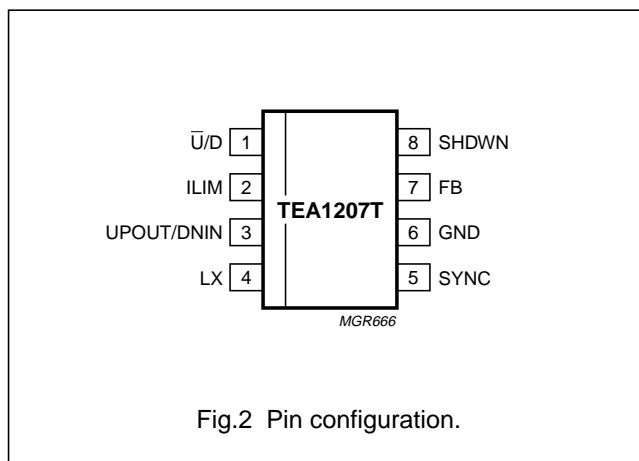 U̅/D 1
ILIM 2
UPOUT/DNIN 3
LX 4
TEA1207T
8 SHDWN
7 FB
6 GND
5 SYNC
MGR666
Fig.2 Pin configuration.